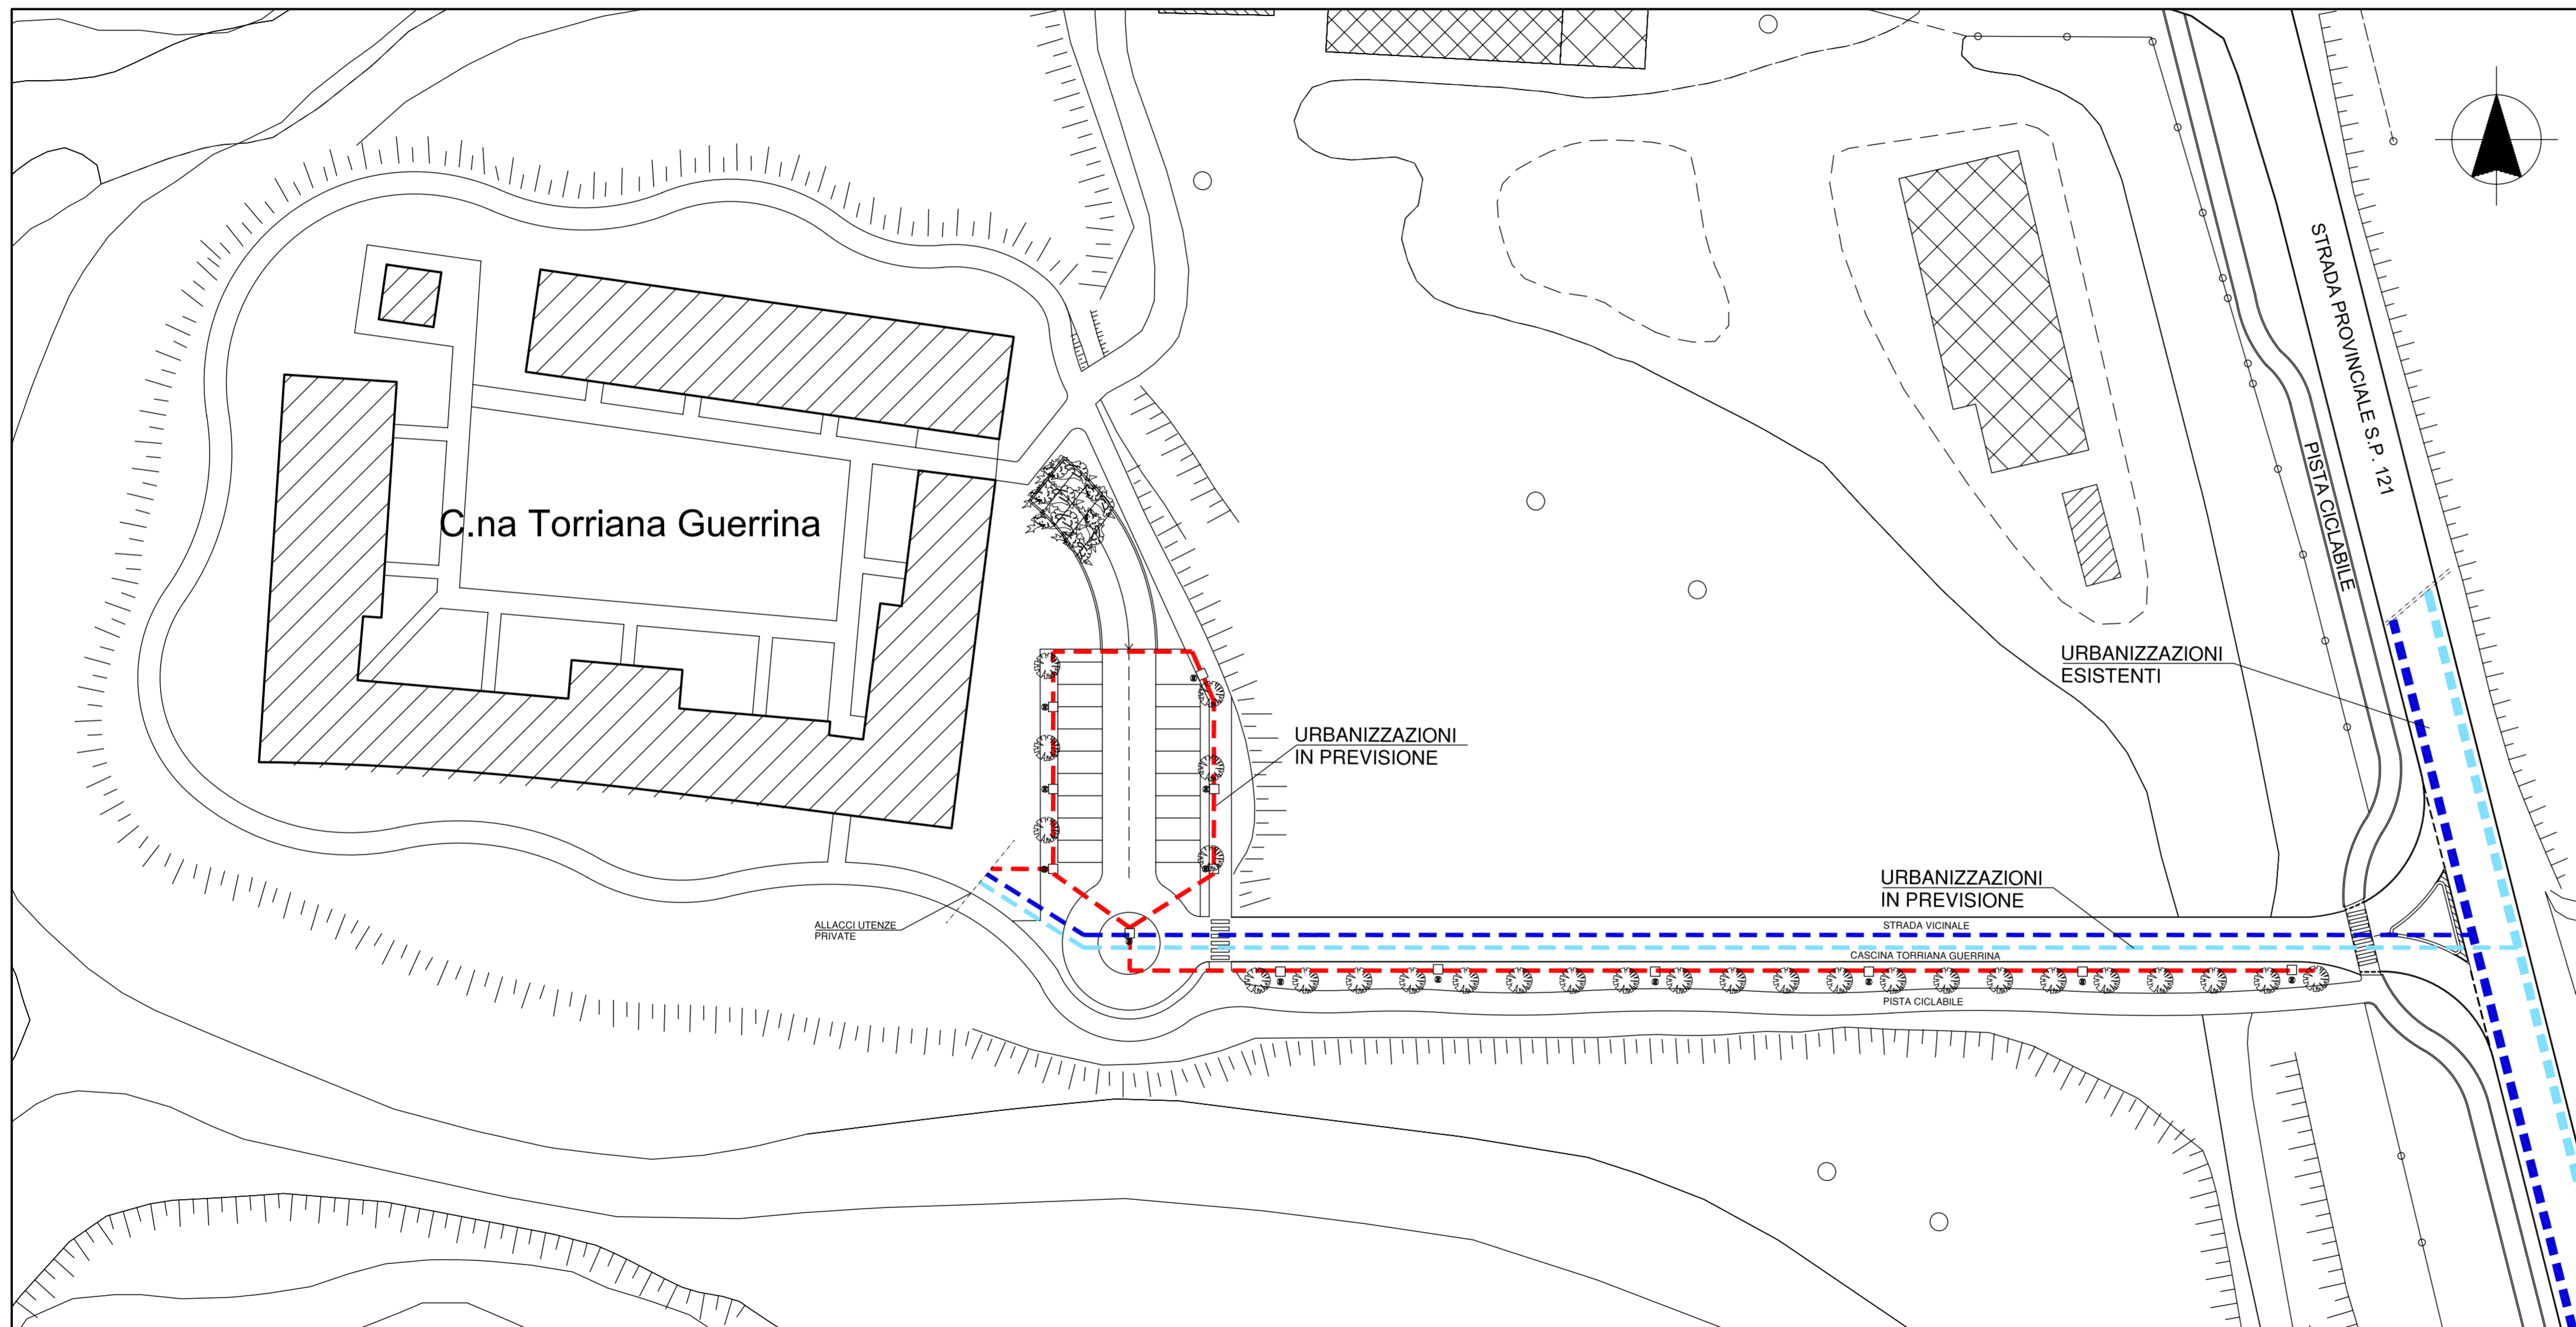 STRADA PROVINCIALE S.P. 121
PISTA CICLABILE
C.na Torriana Guerrina
URBANIZZAZIONI
ESISTENTI
URBANIZZAZIONI
IN PREVISIONE
URBANIZZAZIONI
IN PREVISIONE
ALLACCI UTENZE
PRIVATE
STRADA VICINALE
CASCINA TORRIANA GUERRINA
PISTA CICLABILE